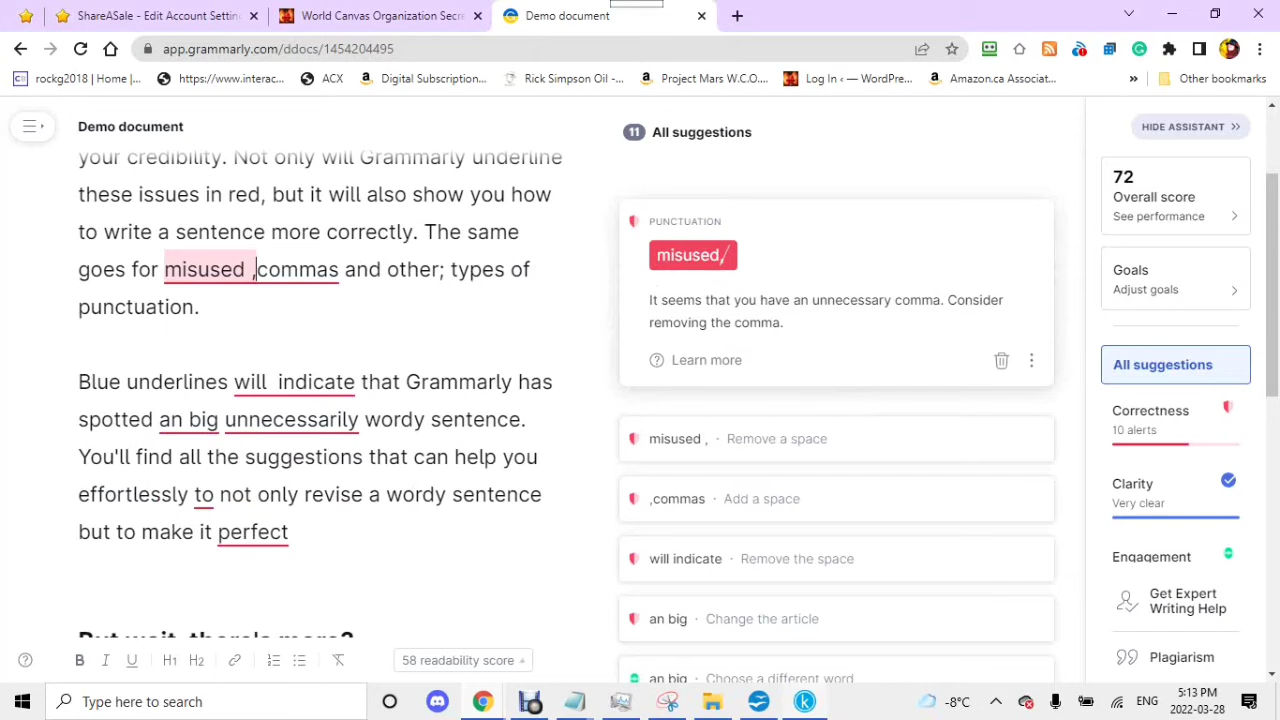 ShareASale - Affiliate Extensions
World Canvas Organization Secre
Demo document
app.grammarly.com/ddocs/1454204495
rockg2018 | Home |...
https://www.interac...
ACX
Digital Subscription...
Rick Simpson Oil -...
Project Mars W.C.O....
Log In ‹ — WordPre...
Amazon.ca Associat...
»
Other bookmarks
Demo document
your credibility. Not only will Grammarly underline
these issues in red, but it will also show you how
to write a sentence more correctly. The same
goes for misused ,commas and other; types of
punctuation.
Blue underlines will  indicate that Grammarly has
spotted an big unnecessarily wordy sentence.
You'll find all the suggestions that can help you
effortlessly to not only revise a wordy sentence
but to make it perfect
But wait, there's more?
B I U H1 H2
58 readability score
11 All suggestions
PUNCTUATION
misused,
It seems that you have an unnecessary comma. Consider
removing the comma.
Learn more
misused , · Remove a space
,commas · Add a space
will indicate · Remove the space
an big · Change the article
an big · Choose a different word
HIDE ASSISTANT »
72
Overall score
See performance
Goals
Adjust goals
All suggestions
Correctness
10 alerts
Clarity
Very clear
Engagement
Get Expert
Writing Help
Plagiarism
Type here to search
-8°C
ENG
5:13 PM
2022-03-28